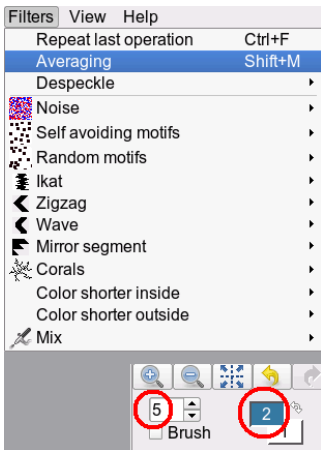 Filters View Help
Repeat last operation Ctrl+F
Averaging Shift+M
Despeckle
Noise
Self avoiding motifs
Random motifs
Ikat
Zigzag
Wave
Mirror segment
Corals
Color shorter inside
Color shorter outside
Mix
5 2
Brush 1